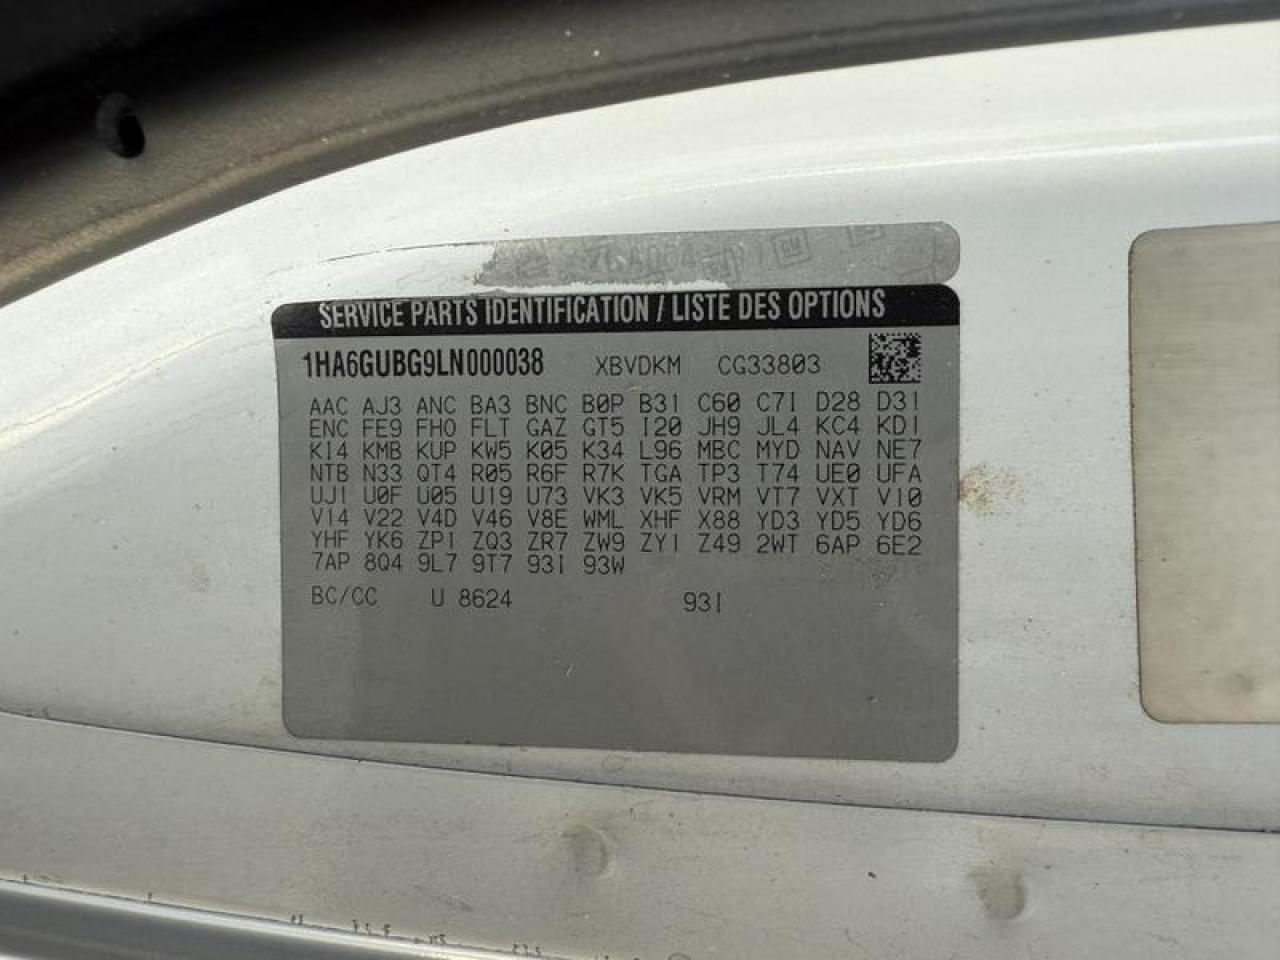 SERVICE PARTS IDENTIFICATION / LISTE DES OPTIONS
1HA6GUBG9LN000038 XBVDKM CG33803
AAC AJ3 ANC BA3 BNC B0P B31 C60 C7I D28 D31
ENC FE9 FHO FLT GAZ GT5 I20 JH9 JL4 KC4 KD1
K14 KMB KUP KW5 K05 K34 L96 MBC MYD NAV NE7
NTB N33 QT4 R05 R6F R7K TGA TP3 T74 UE0 UFA
UJ1 U0F U05 U19 U73 VK3 VK5 VRM VT7 VXT V10
V14 V22 V4D V46 V8E WML XHF X88 YD3 YD5 YD6
YHF YK6 ZP1 ZQ3 ZR7 ZW9 ZY1 Z49 2WT 6AP 6E2
7AP 8Q4 9L7 9T7 93I 93W
BC/CC U 8624 93I